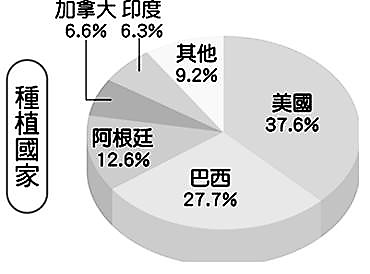 加拿大 印度
6.6% 6.3%
其他
9.2%
美國
37.6%
種植國家
阿根廷
12.6%
巴西
27.7%